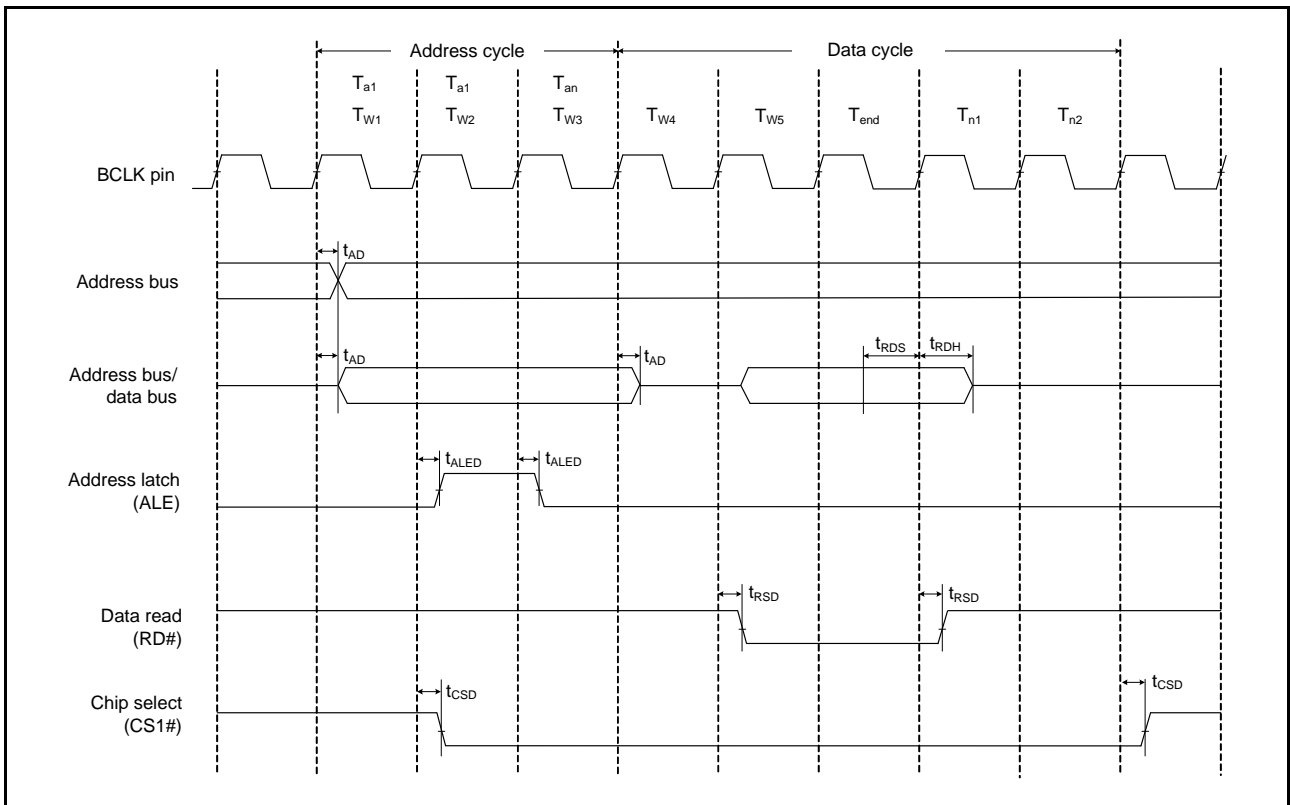 Address cycle Data cycle
Ta1 Ta1 Tan
TW1 TW2 TW3 TW4 TW5 Tend Tn1 Tn2
BCLK pin
tAD
Address bus
tAD tAD tRDS tRDH
Address bus/
data bus
tALED tALED
Address latch
(ALE)
tRSD tRSD
Data read
(RD#)
tCSD tCSD
Chip select
(CS1#)